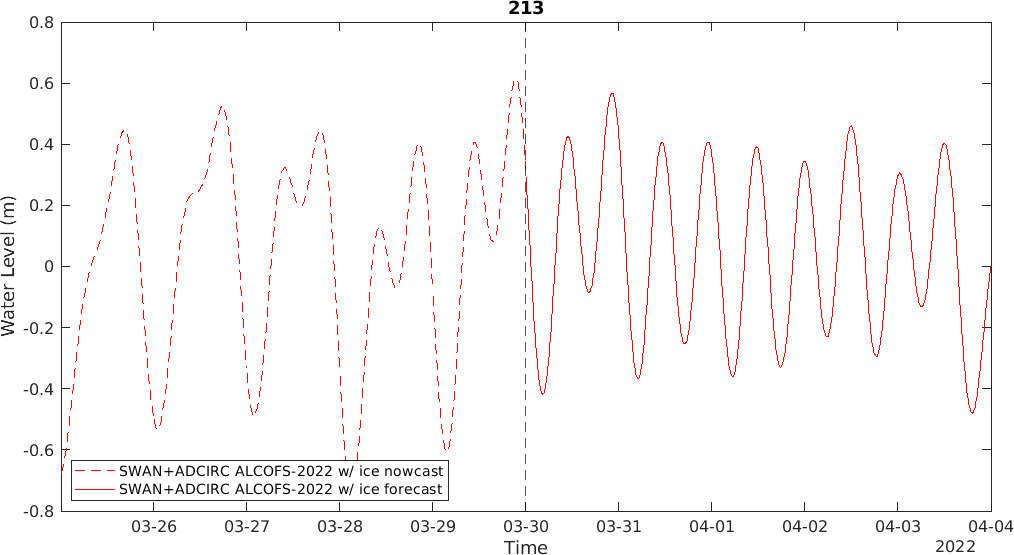 213
0.8
0.6
0.4
0.2
0
-0.2
-0.4
-0.6
-0.8
Water Level (m)
SWAN+ADCIRC ALCOFS-2022 w/ ice nowcast
SWAN+ADCIRC ALCOFS-2022 w/ ice forecast
03-26 03-27 03-28 03-29 03-30 03-31 04-01 04-02 04-03 04-04
Time
2022